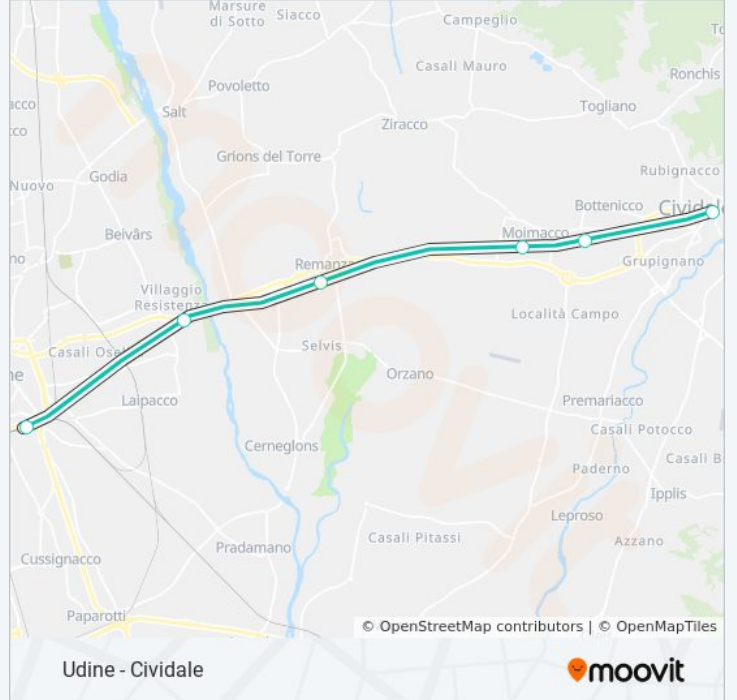 Marsure
di Sotto
Siacco
Campeglio
Casali Mauro
Ronchis
Povoletto
Togliano
Salt
Ziracco
Grions del Torre
Rubignacco
Godia
Nuovo
Bottenicco
Cividale
Beivârs
Moimacco
Remanza
Grupignano
Villaggio
Resistenza
Località Campo
Casali Ose
Selvis
Orzano
Laipacco
Premariacco
Casali Potocco
Cerneglons
Casali B
Paderno
Ipplis
Leproso
Casali Pitassi
Azzano
Pradamano
Cussignacco
Paparotti
© OpenStreetMap contributors | © OpenMapTiles
Udine - Cividale
moovit